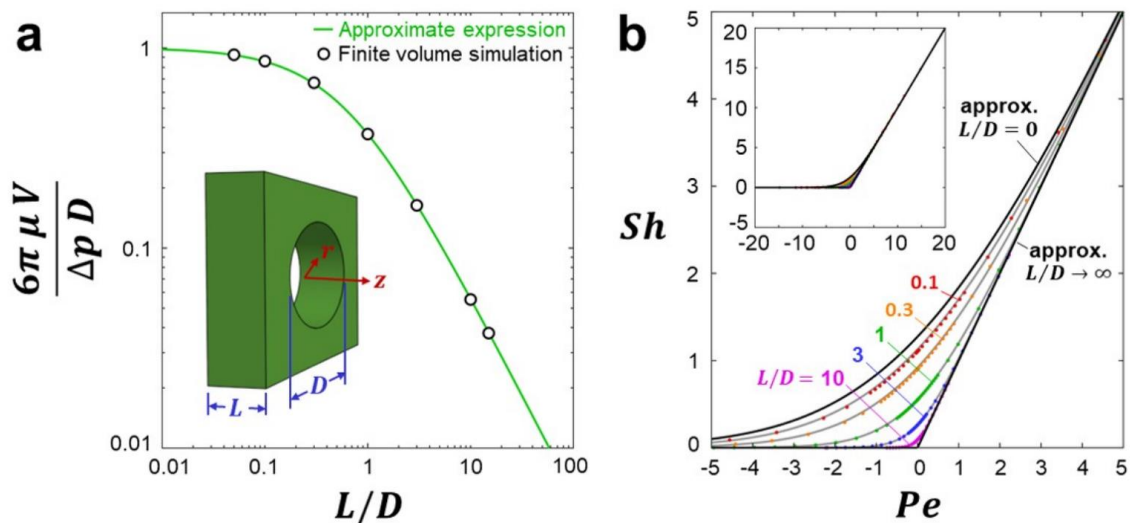 a
1
0.1
0.01
6π μ V
Δp D
Approximate expression
Finite volume simulation
r
z
L
D
0.01 0.1 1 10 100
L/D
b
5
4
3
2
1
0
Sh
20
15
10
5
0
-5
-20 -10 0 10 20
approx.
L/D = 0
approx.
L/D → ∞
0.1
0.3
1
3
L/D = 10
-5 -4 -3 -2 -1 0 1 2 3 4 5
Pe